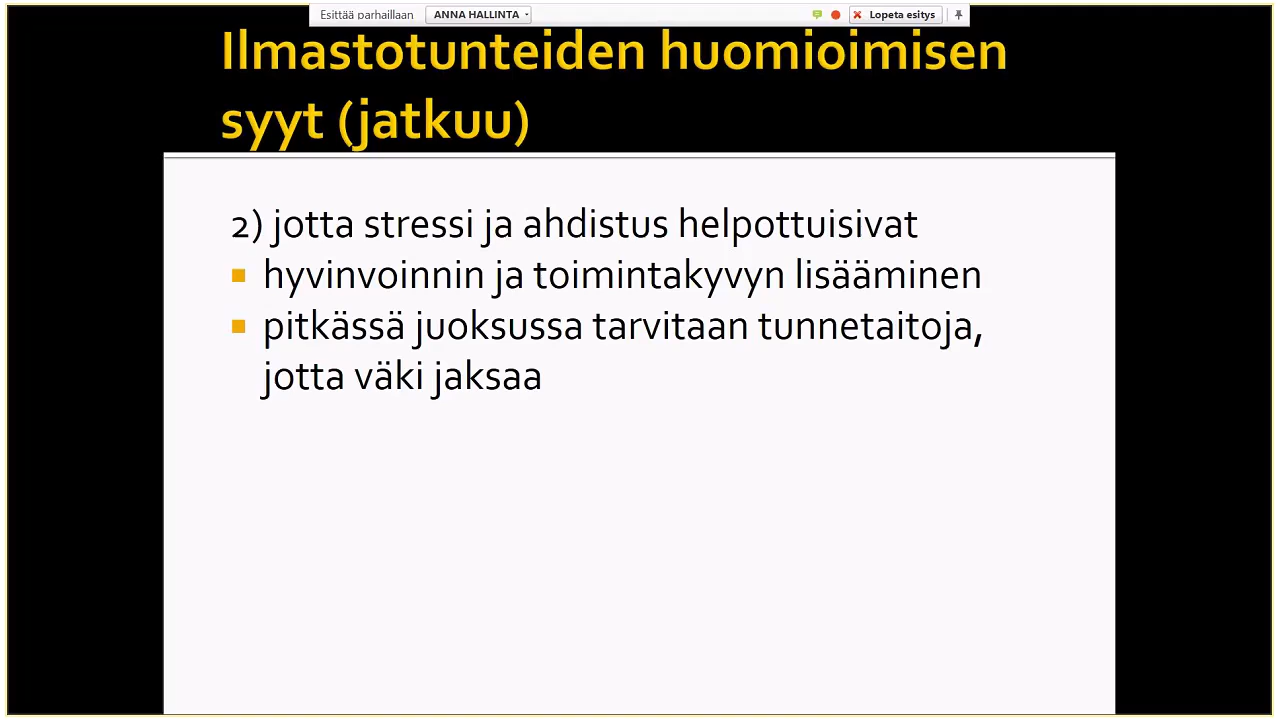 Esittää parhaillaan ANNA HALLINTA Lopeta esitys
Ilmastotunteiden huomioimisen
syyt (jatkuu)
2) jotta stressi ja ahdistus helpottuisivat
hyvinvoinnin ja toimintakyvyn lisääminen
pitkässä juoksussa tarvitaan tunnetaitoja,
jotta väki jaksaa